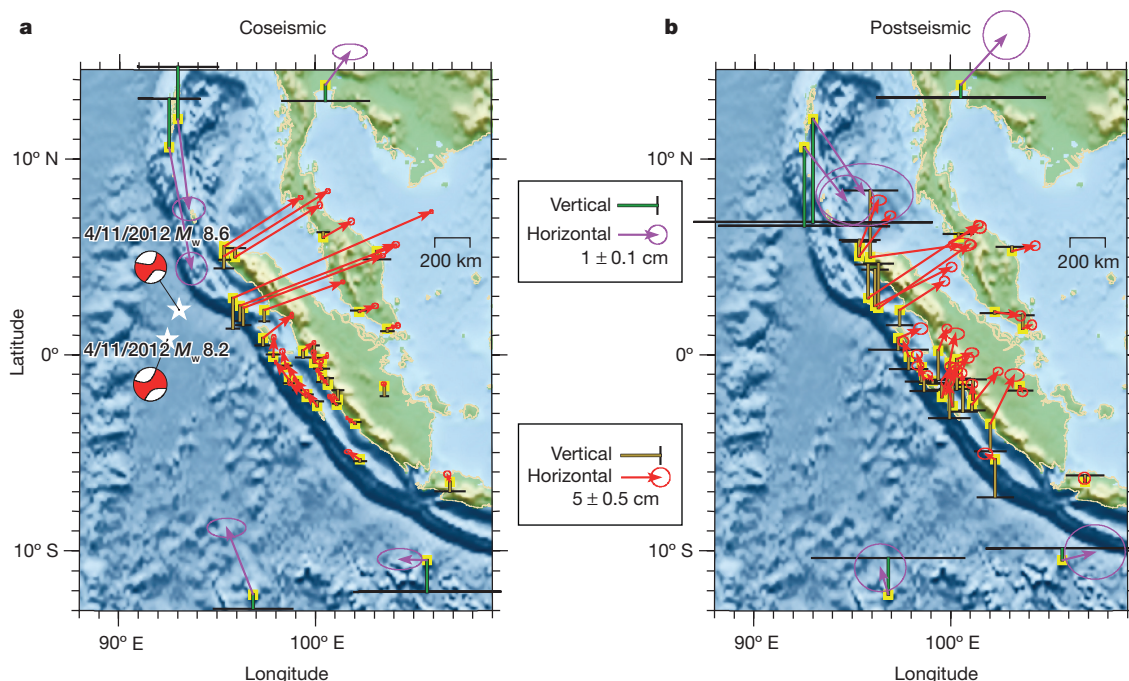 a
Coseismic
b
Postseismic
10° N
0°
10° S
Latitude
4/11/2012 Mw 8.6
4/11/2012 Mw 8.2
200 km
90° E
100° E
Longitude
Vertical
Horizontal
1 ± 0.1 cm
Vertical
Horizontal
5 ± 0.5 cm
10° N
0°
10° S
200 km
90° E
100° E
Longitude